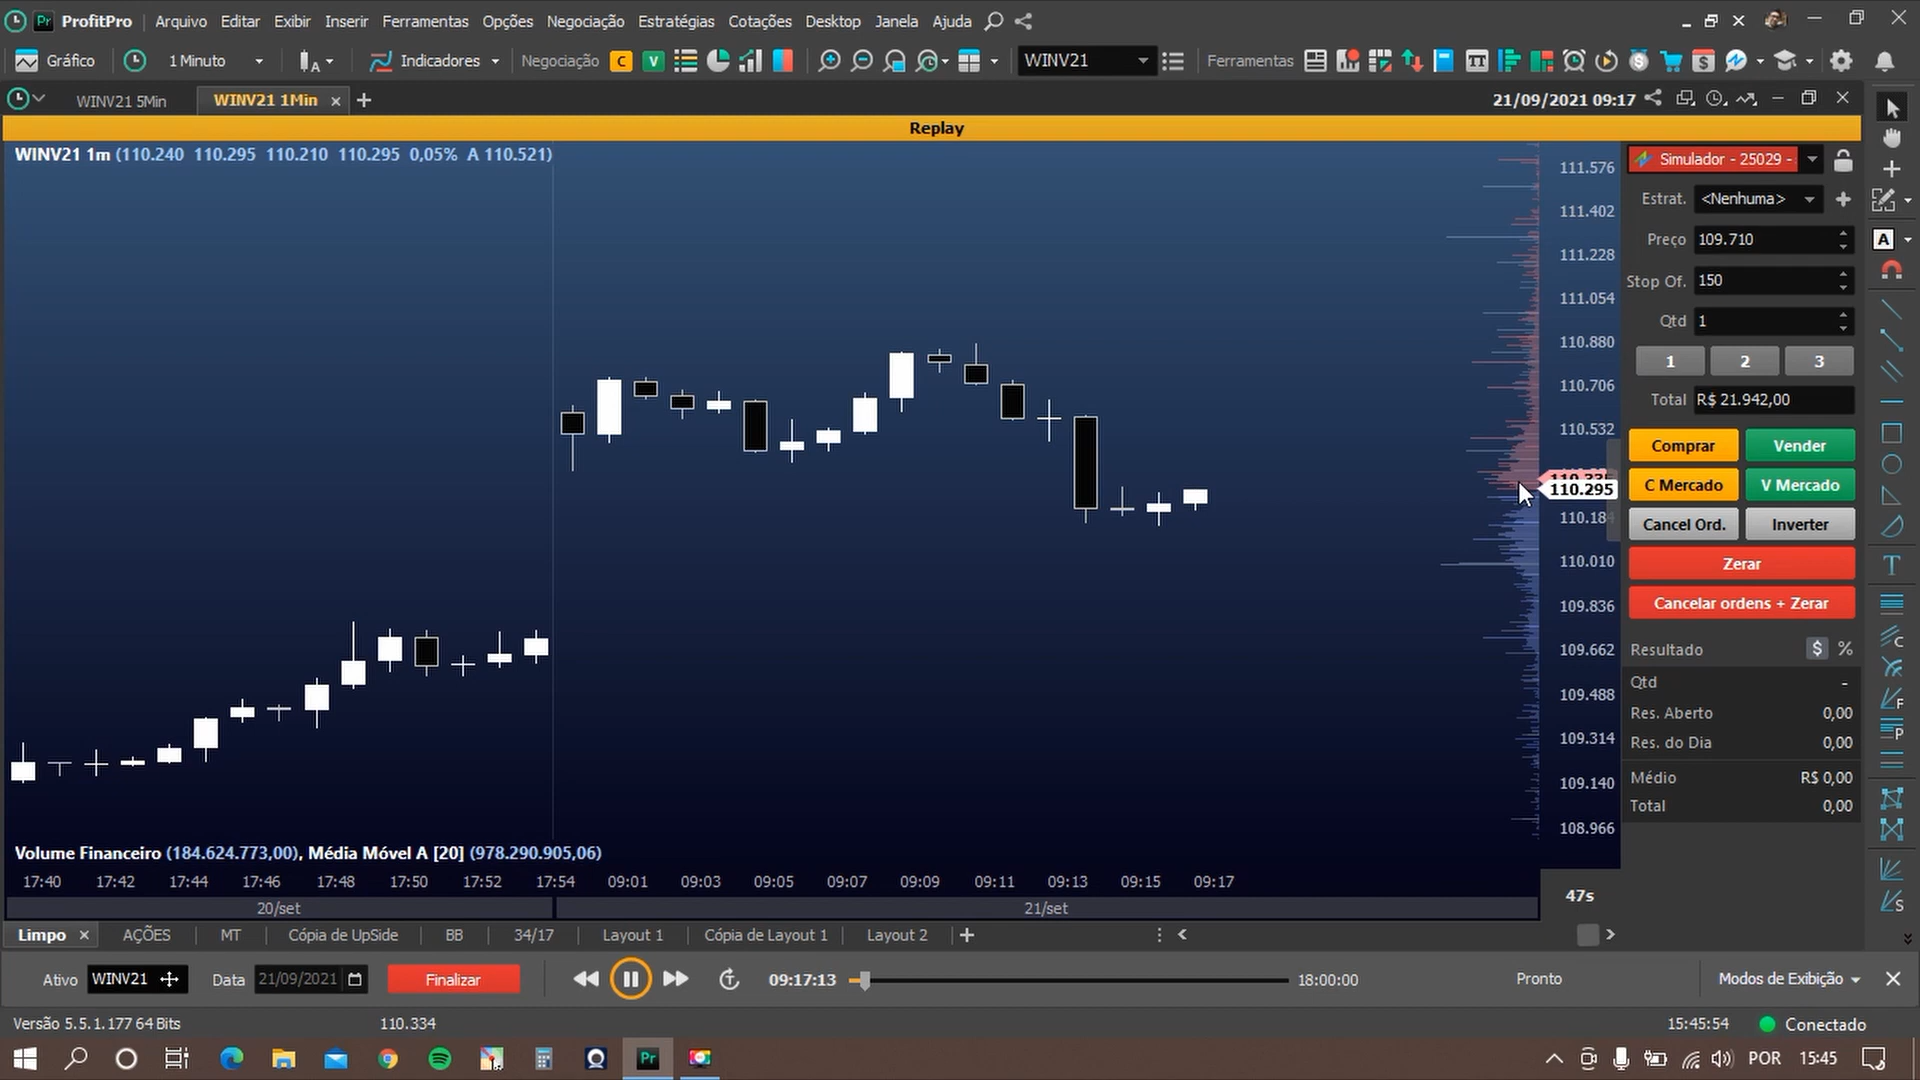 Pr ProfitPro Arquivo Editar Exibir Inserir Ferramentas Opções Negociação Estratégias Cotações Desktop Janela Ajuda
Gráfico 1 Minuto A Indicadores Negociação C V WINV21 Ferramentas TT $
WINV21 5Min WINV21 1Min 21/09/2021 09:17
Replay
WINV21 1m (110.240 110.295 110.210 110.295 0,05% A 110.521)
111.576
111.402
111.228
111.054
110.880
110.706
110.532
110.295
110.184
110.010
109.836
109.662
109.488
109.314
109.140
108.966
Simulador - 25029 -
Estrat. <Nenhuma>
Preço 109.710
Stop Of. 150
Qtd 1
1 2 3
Total R$ 21.942,00
Comprar Vender
C Mercado V Mercado
Cancel Ord. Inverter
Zerar
Cancelar ordens + Zerar
Resultado $ %
Qtd -
Res. Aberto 0,00
Res. do Dia 0,00
Médio R$ 0,00
Total 0,00
A
T
C
F
P
S
Volume Financeiro (184.624.773,00), Média Móvel A [20] (978.290.905,06)
17:40 17:42 17:44 17:46 17:48 17:50 17:52 17:54 09:01 09:03 09:05 09:07 09:09 09:11 09:13 09:15 09:17
47s
20/set 21/set
Limpo AÇÕES MT Cópia de UpSide BB 34/17 Layout 1 Cópia de Layout 1 Layout 2
Ativo WINV21 Data 21/09/2021 Finalizar 09:17:13 18:00:00 Pronto Modos de Exibição
Versão 5.5.1.177 64 Bits 110.334 15:45:54 Conectado
Pr POR 15:45